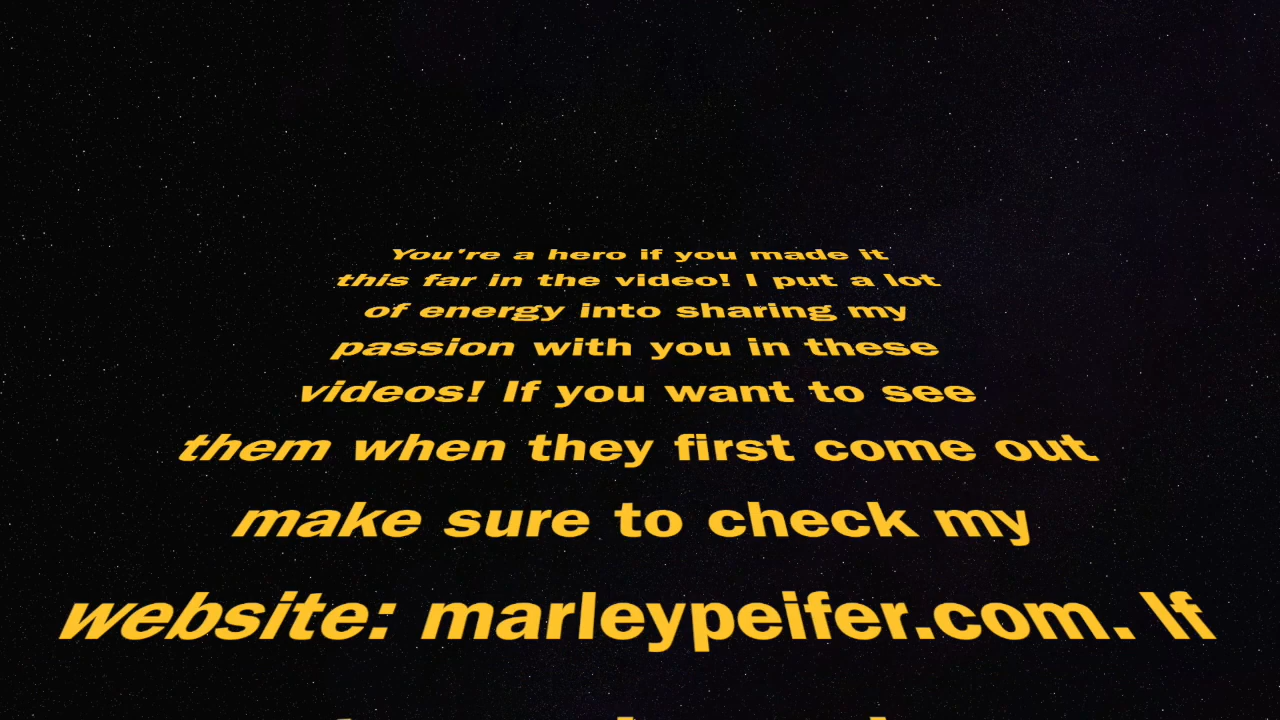 You're a hero if you made it
this far in the video! I put a lot
of energy into sharing my
passion with you in these
videos! If you want to see
them when they first come out
make sure to check my
website: marleypeifer.com. If